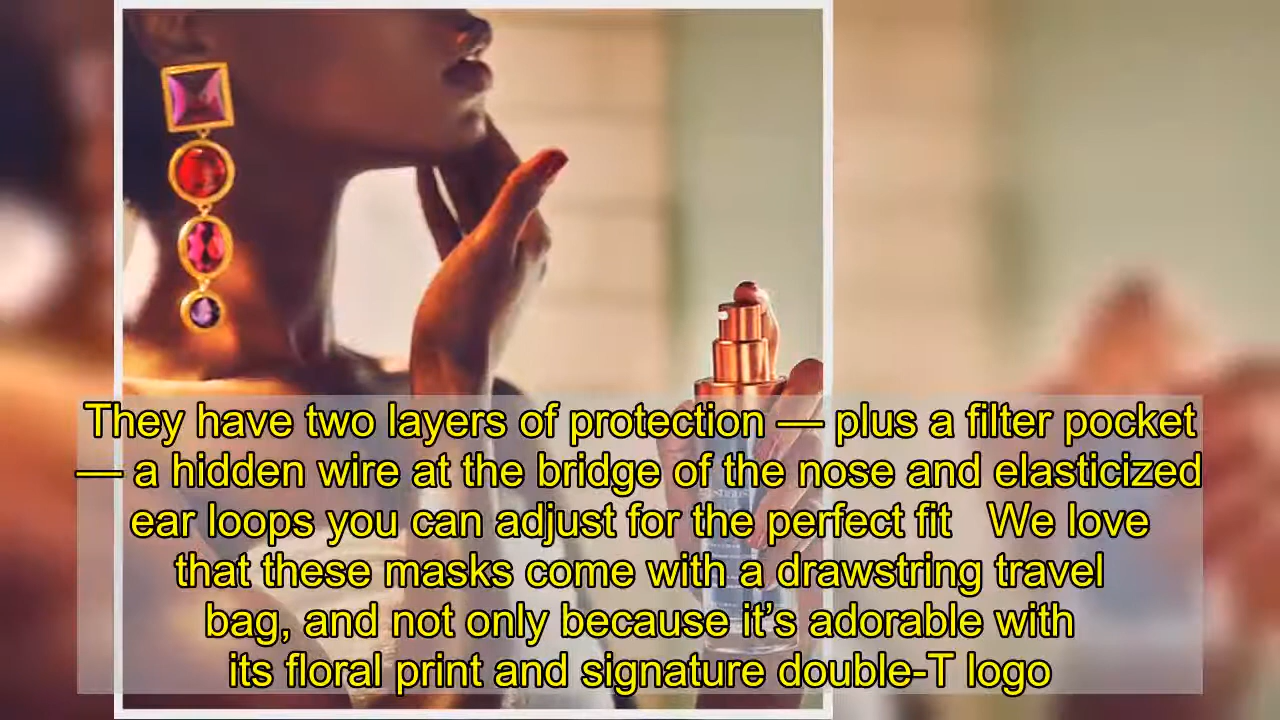 They have two layers of protection — plus a filter pocket
— a hidden wire at the bridge of the nose and elasticized
ear loops you can adjust for the perfect fit   We love
that these masks come with a drawstring travel
bag, and not only because it’s adorable with
its floral print and signature double-T logo